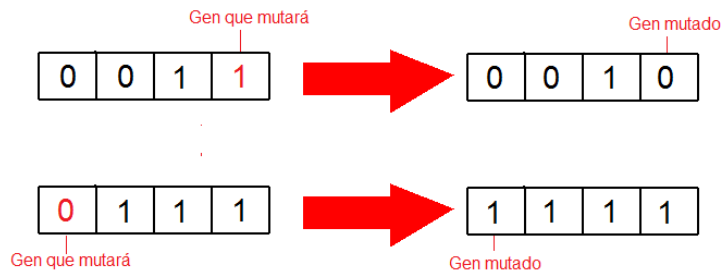 Gen que mutará
Gen mutado
0 0 1 1
0 0 1 0
0 1 1 1
1 1 1 1
Gen que mutará
Gen mutado